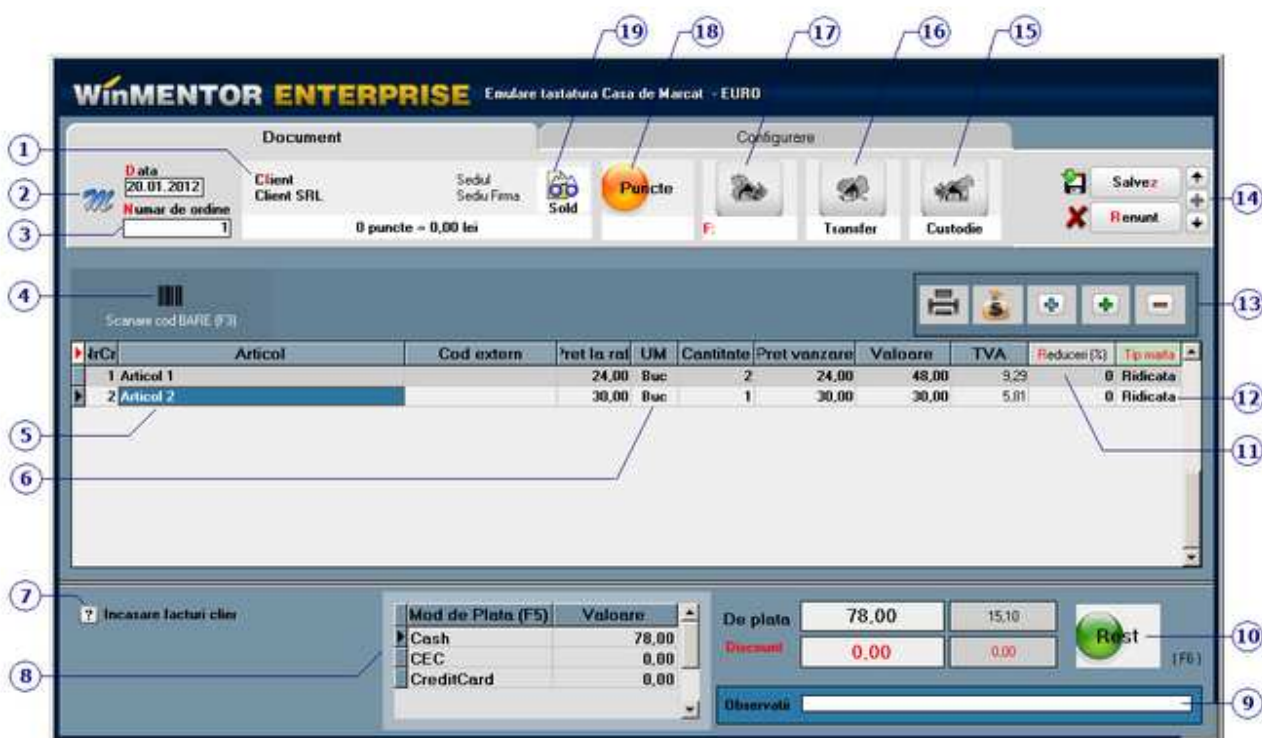 19 18 17 16 15
WinMENTOR ENTERPRISE Emulare tastatura Casa de Marcat - EURO
Document Configurare
1
Data Client Sediul
2 20.01.2012 Client SRL Sediu Firma Sold Puncte Salvez
14
Numar de ordine Renunt
3 1 0 puncte = 0,00 lei F: Transfer Custodie
4
Scanare cod BARE (F3)
13
Articol Cod extern UM Cantitate Pret vanzare Valoare TVA Reduceri (%) Tip marfa
1 Articol 1 24,00 Buc 2 24,00 48,00 9,29 0 Ridicata
2 Articol 2 30,00 Buc 1 30,00 30,00 5,81 0 Ridicata
12
5
11
6
7
? Incasare facturi clier
Mod de Plata (F5) Valoare De plata 78,00 15,10
Cash 78,00 Rest 10
CEC 0,00 Discount 0,00 0,00 (F6)
8 CreditCard 0,00
Observatii 9